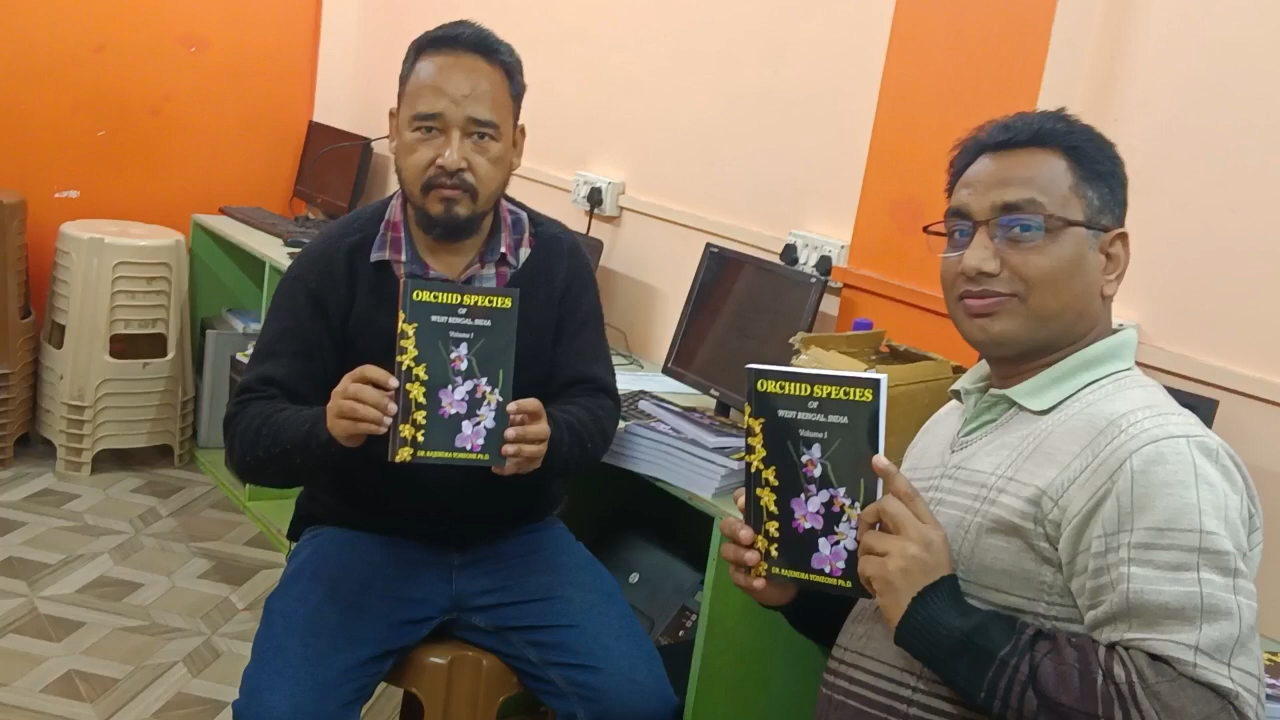 ORCHID SPECIES
OF
WEST BENGAL, INDIA
Volume I
DR. RAJENDRA YONZONE Ph.D.
ORCHID SPECIES
OF
WEST BENGAL, INDIA
Volume I
DR. RAJENDRA YONZONE Ph.D.